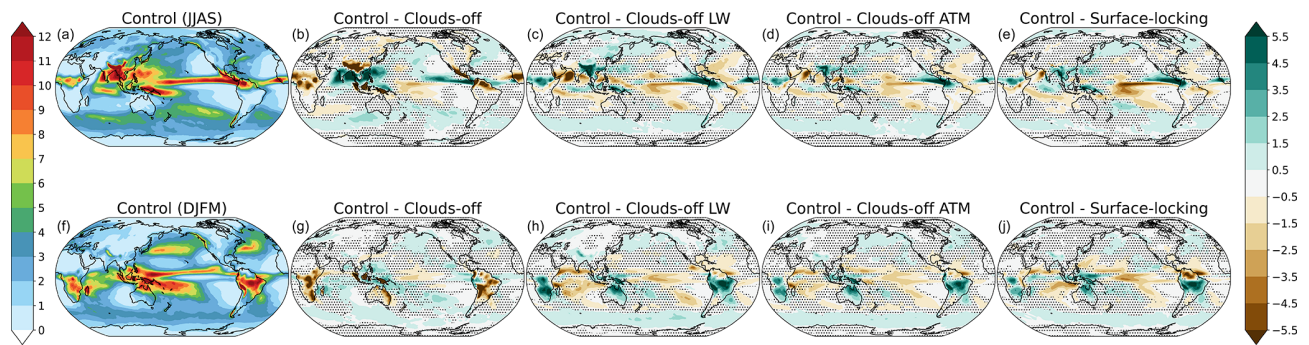 Control (JJAS)
Control - Clouds-off
Control - Clouds-off LW
Control - Clouds-off ATM
Control - Surface-locking
(a)
(b)
(c)
(d)
(e)
12
11
10
9
8
7
6
5
4
3
2
1
0
5.5
4.5
3.5
2.5
1.5
0.5
−0.5
−1.5
−2.5
−3.5
−4.5
−5.5
Control (DJFM)
Control - Clouds-off
Control - Clouds-off LW
Control - Clouds-off ATM
Control - Surface-locking
(f)
(g)
(h)
(i)
(j)